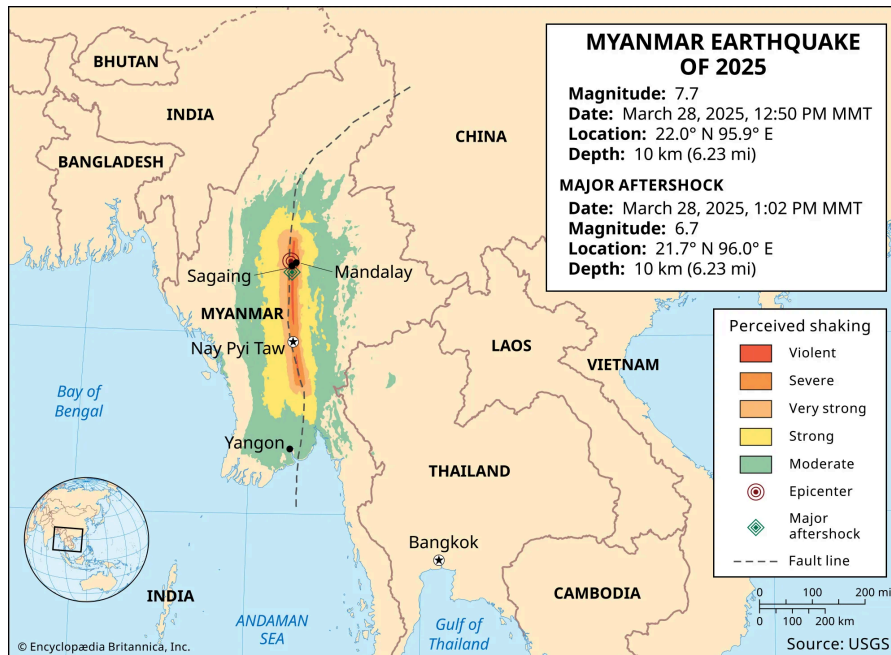 MYANMAR EARTHQUAKE
OF 2025
Magnitude: 7.7
Date: March 28, 2025, 12:50 PM MMT
Location: 22.0° N 95.9° E
Depth: 10 km (6.23 mi)
MAJOR AFTERSHOCK
Date: March 28, 2025, 1:02 PM MMT
Magnitude: 6.7
Location: 21.7° N 96.0° E
Depth: 10 km (6.23 mi)
BHUTAN
INDIA
BANGLADESH
CHINA
Sagaing
Mandalay
MYANMAR
Nay Pyi Taw
LAOS
VIETNAM
Bay of
Bengal
Yangon
THAILAND
Bangkok
CAMBODIA
INDIA
ANDAMAN
SEA
Gulf of
Thailand
Perceived shaking
Violent
Severe
Very strong
Strong
Moderate
Epicenter
Major
aftershock
Fault line
0 100 200 mi
0 100 200 km
© Encyclopædia Britannica, Inc.
Source: USGS